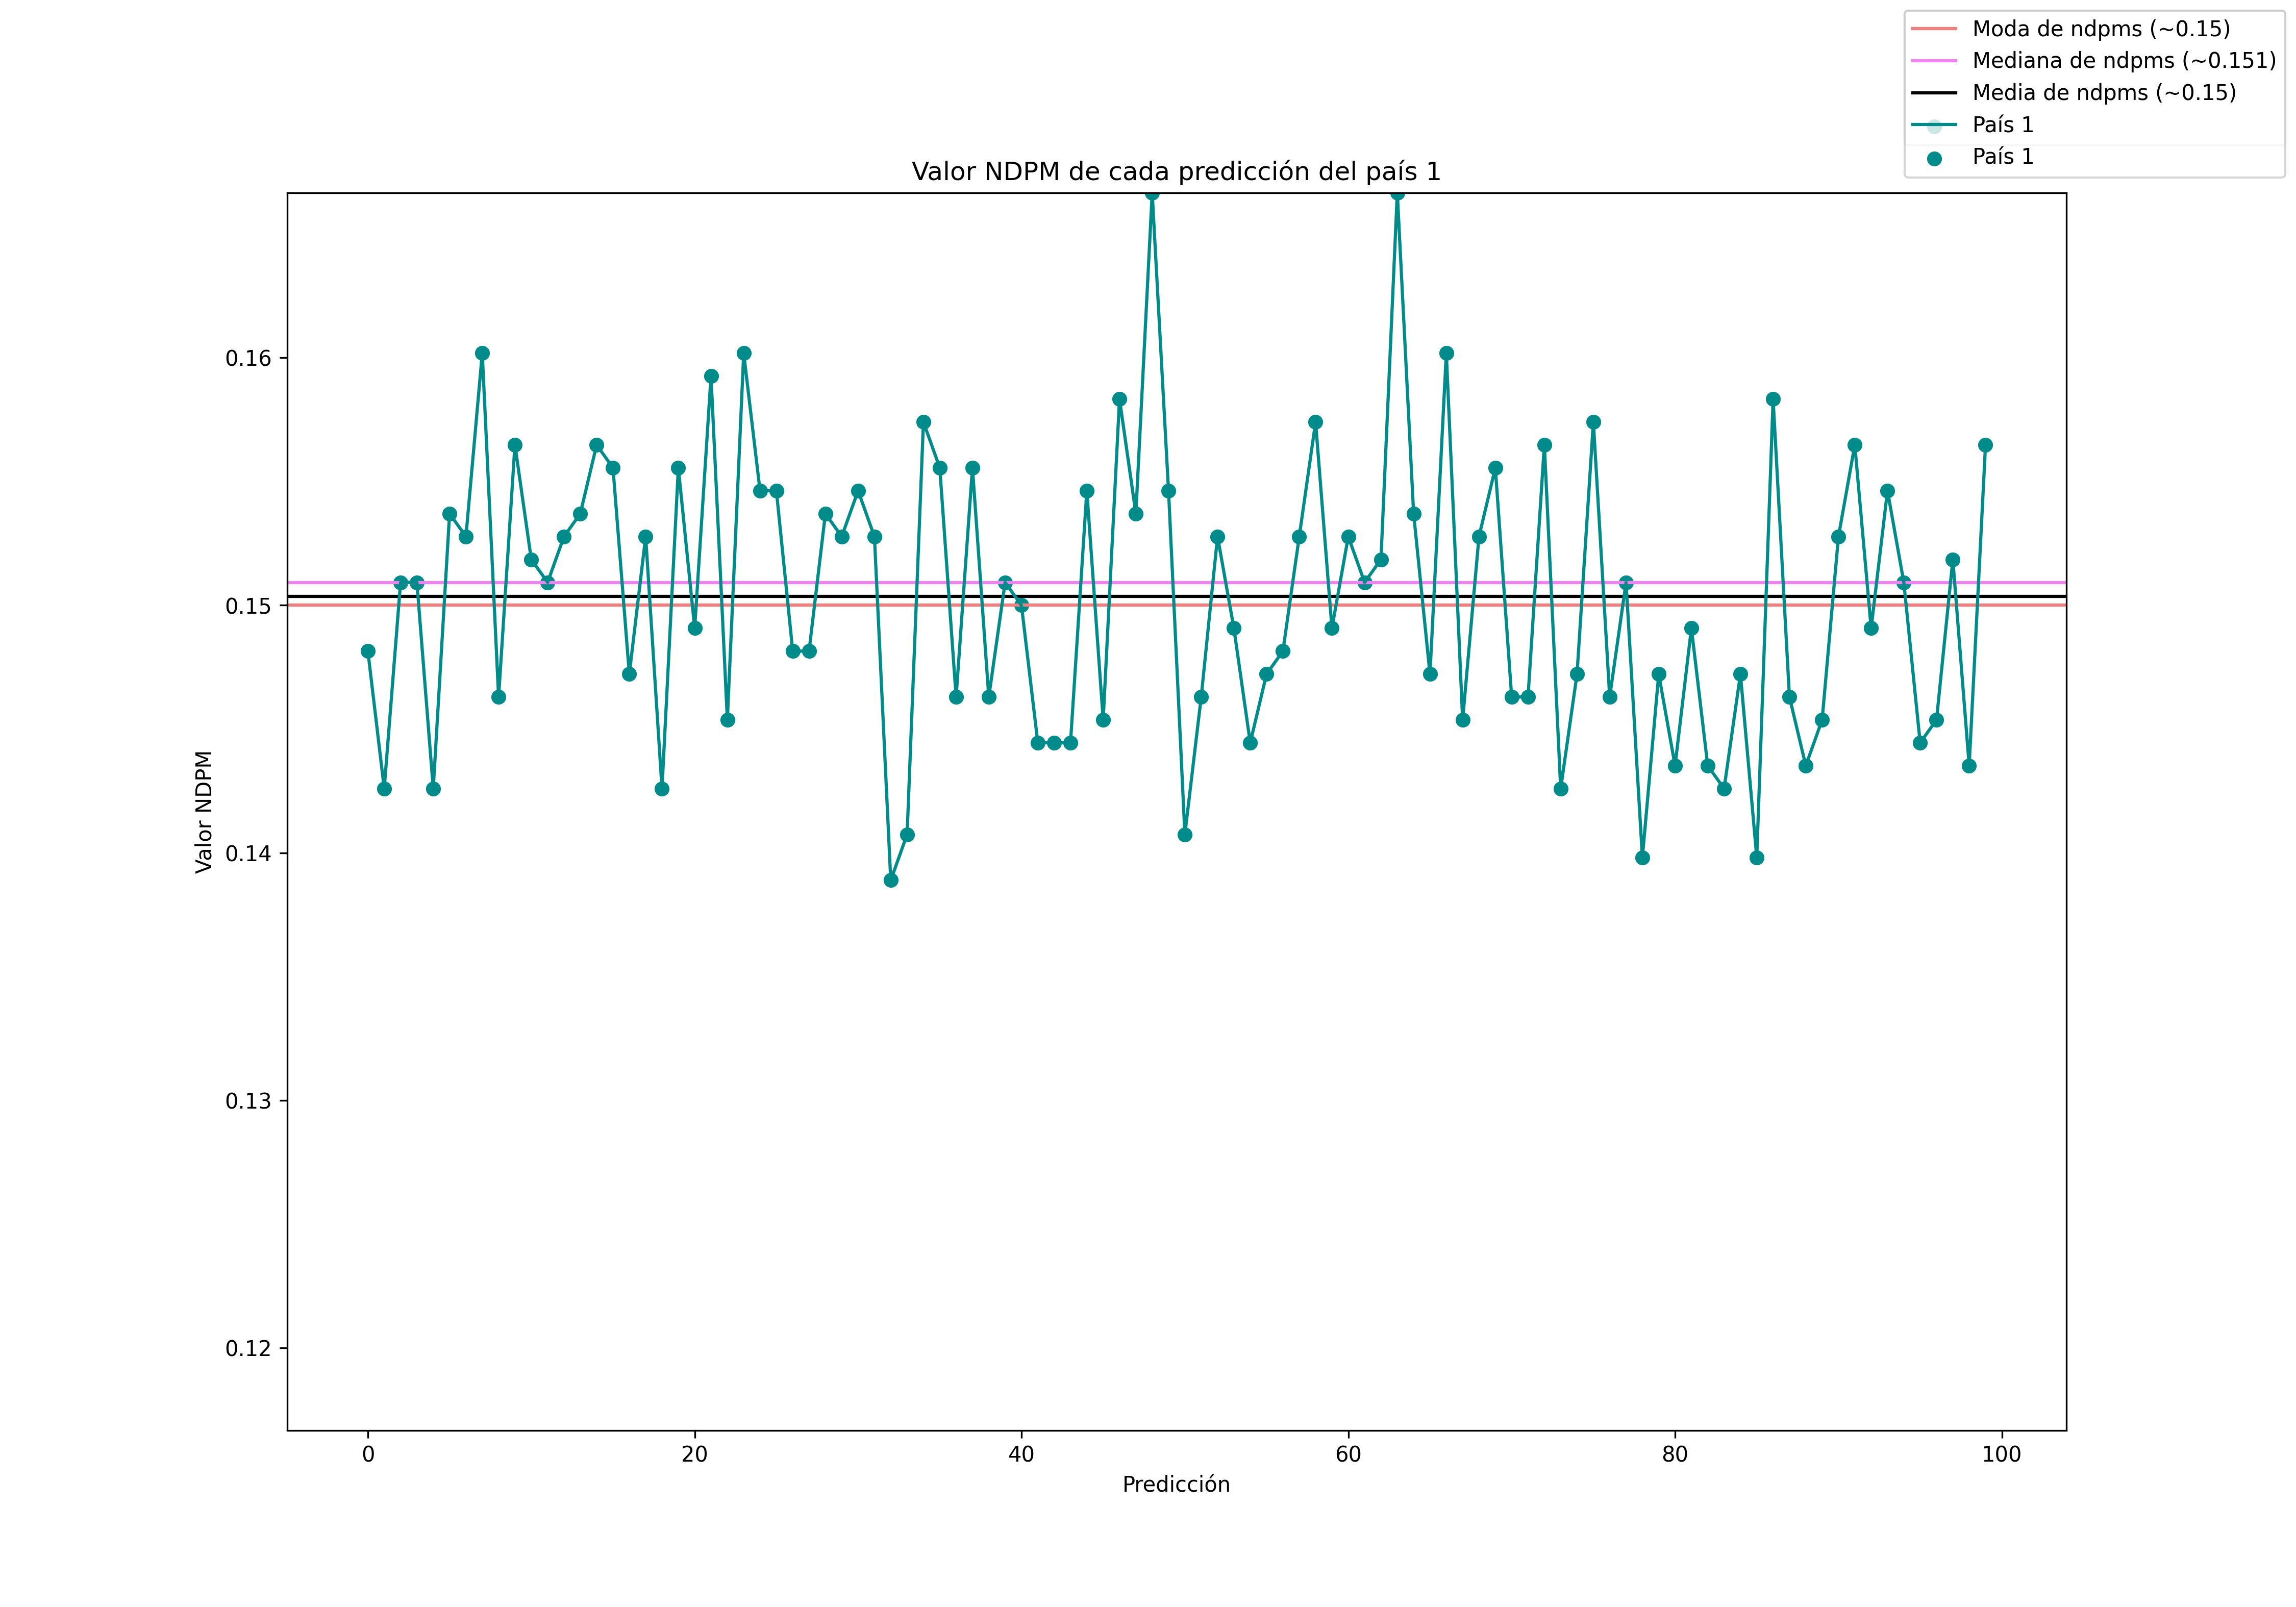 Moda de ndpms (~0.15)
Mediana de ndpms (~0.151)
Media de ndpms (~0.15)
País 1
País 1
Valor NDPM de cada predicción del país 1
0.16
0.15
0.14
0.13
0.12
Valor NDPM
0 20 40 60 80 100
Predicción